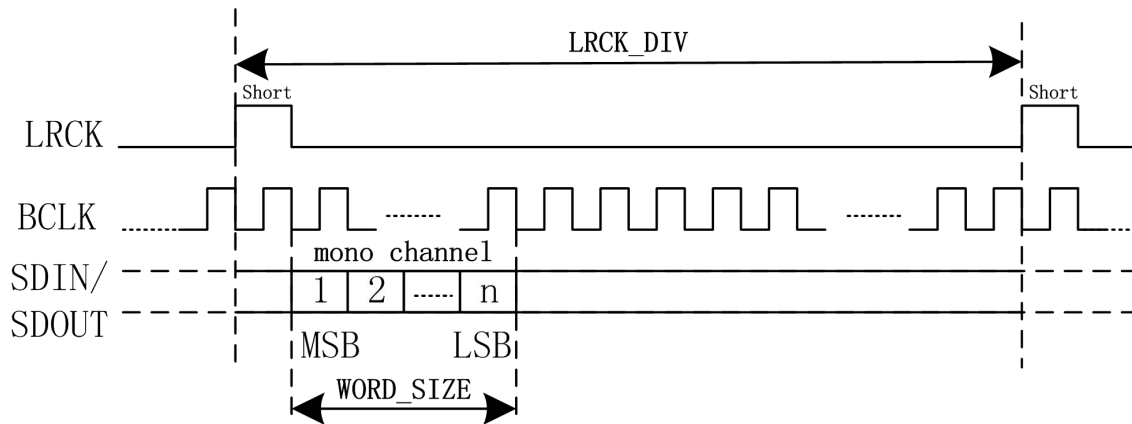 LRCK_DIV
Short
Short
LRCK
BCLK
mono channel
SDIN/
SDOUT
1 2 n
MSB LSB
WORD_SIZE